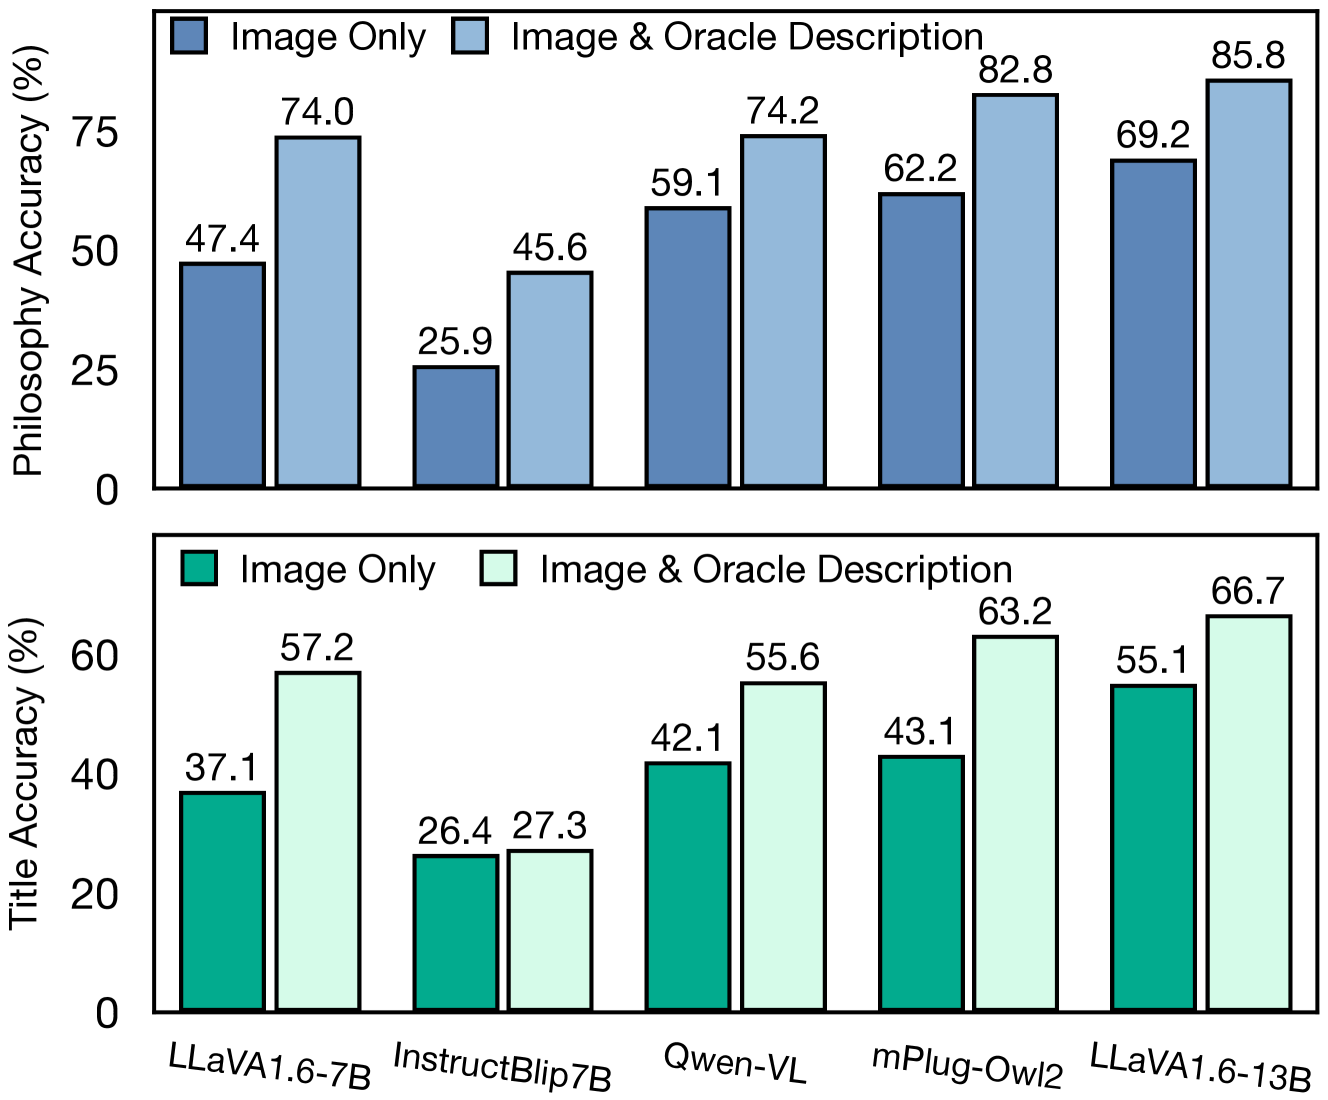 Image Only
Image & Oracle Description
Philosophy Accuracy (%)
75
50
25
0
47.4
74.0
25.9
45.6
59.1
74.2
62.2
82.8
69.2
85.8
Image Only
Image & Oracle Description
Title Accuracy (%)
60
40
20
0
37.1
57.2
26.4
27.3
42.1
55.6
43.1
63.2
55.1
66.7
LLaVA1.6-7B
InstructBlip7B
Qwen-VL
mPlug-Owl2
LLaVA1.6-13B